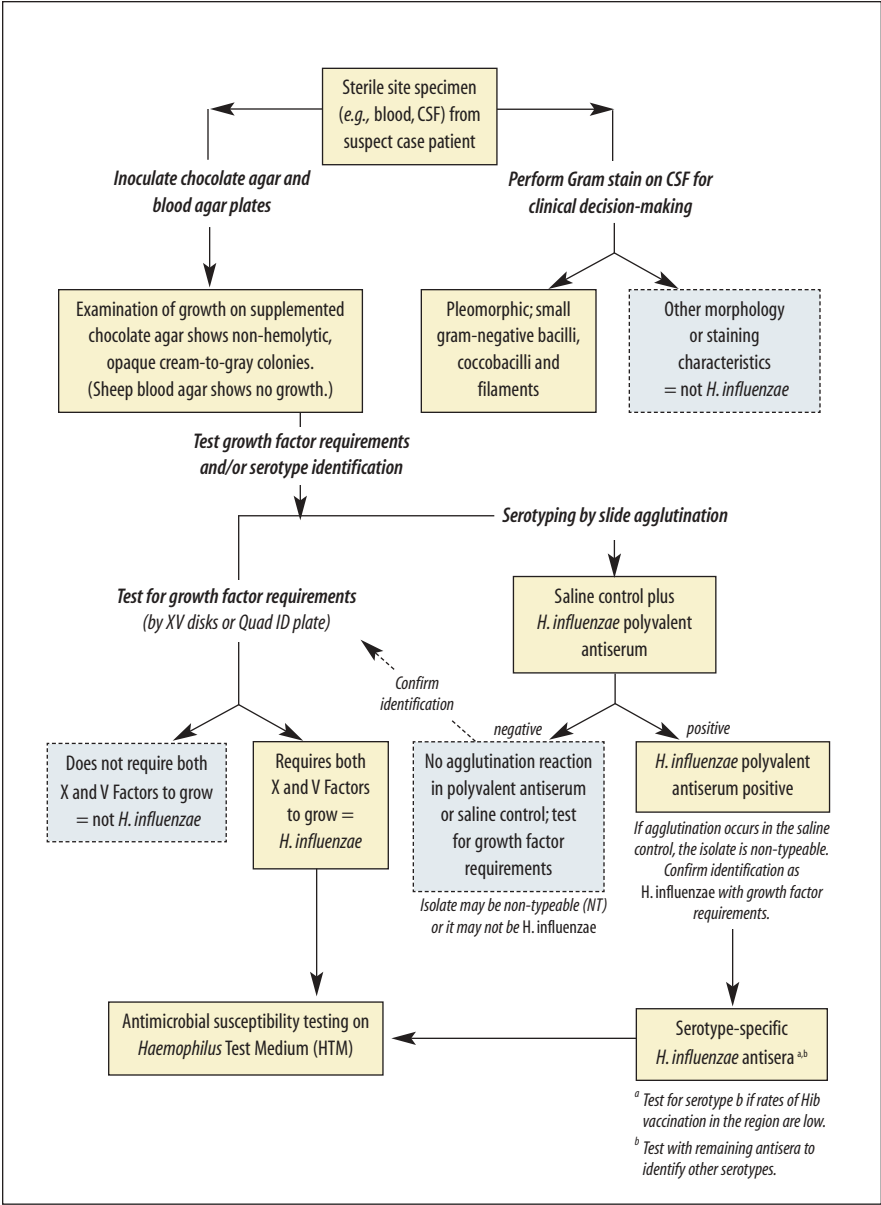 Sterile site specimen
(e.g., blood, CSF) from
suspect case patient
Inoculate chocolate agar and
blood agar plates
Perform Gram stain on CSF for
clinical decision-making
Examination of growth on supplemented
chocolate agar shows non-hemolytic,
opaque cream-to-gray colonies.
(Sheep blood agar shows no growth.)
Pleomorphic; small
gram-negative bacilli,
coccobacilli and
filaments
Other morphology
or staining
characteristics
= not H. influenzae
Test growth factor requirements
and/or serotype identification
Serotyping by slide agglutination
Test for growth factor requirements
(by XV disks or Quad ID plate)
Saline control plus
H. influenzae polyvalent
antiserum
Confirm
identification
negative
positive
Does not require both
X and V Factors to grow
= not H. influenzae
Requires both
X and V Factors
to grow =
H. influenzae
No agglutination reaction
in polyvalent antiserum
or saline control; test
for growth factor
requirements
Isolate may be non-typeable (NT)
or it may not be H. influenzae
H. influenzae polyvalent
antiserum positive
If agglutination occurs in the saline
control, the isolate is non-typeable.
Confirm identification as
H. influenzae with growth factor
requirements.
Antimicrobial susceptibility testing on
Haemophilus Test Medium (HTM)
Serotype-specific
H. influenzae antisera a,b
a Test for serotype b if rates of Hib
vaccination in the region are low.
b Test with remaining antisera to
identify other serotypes.